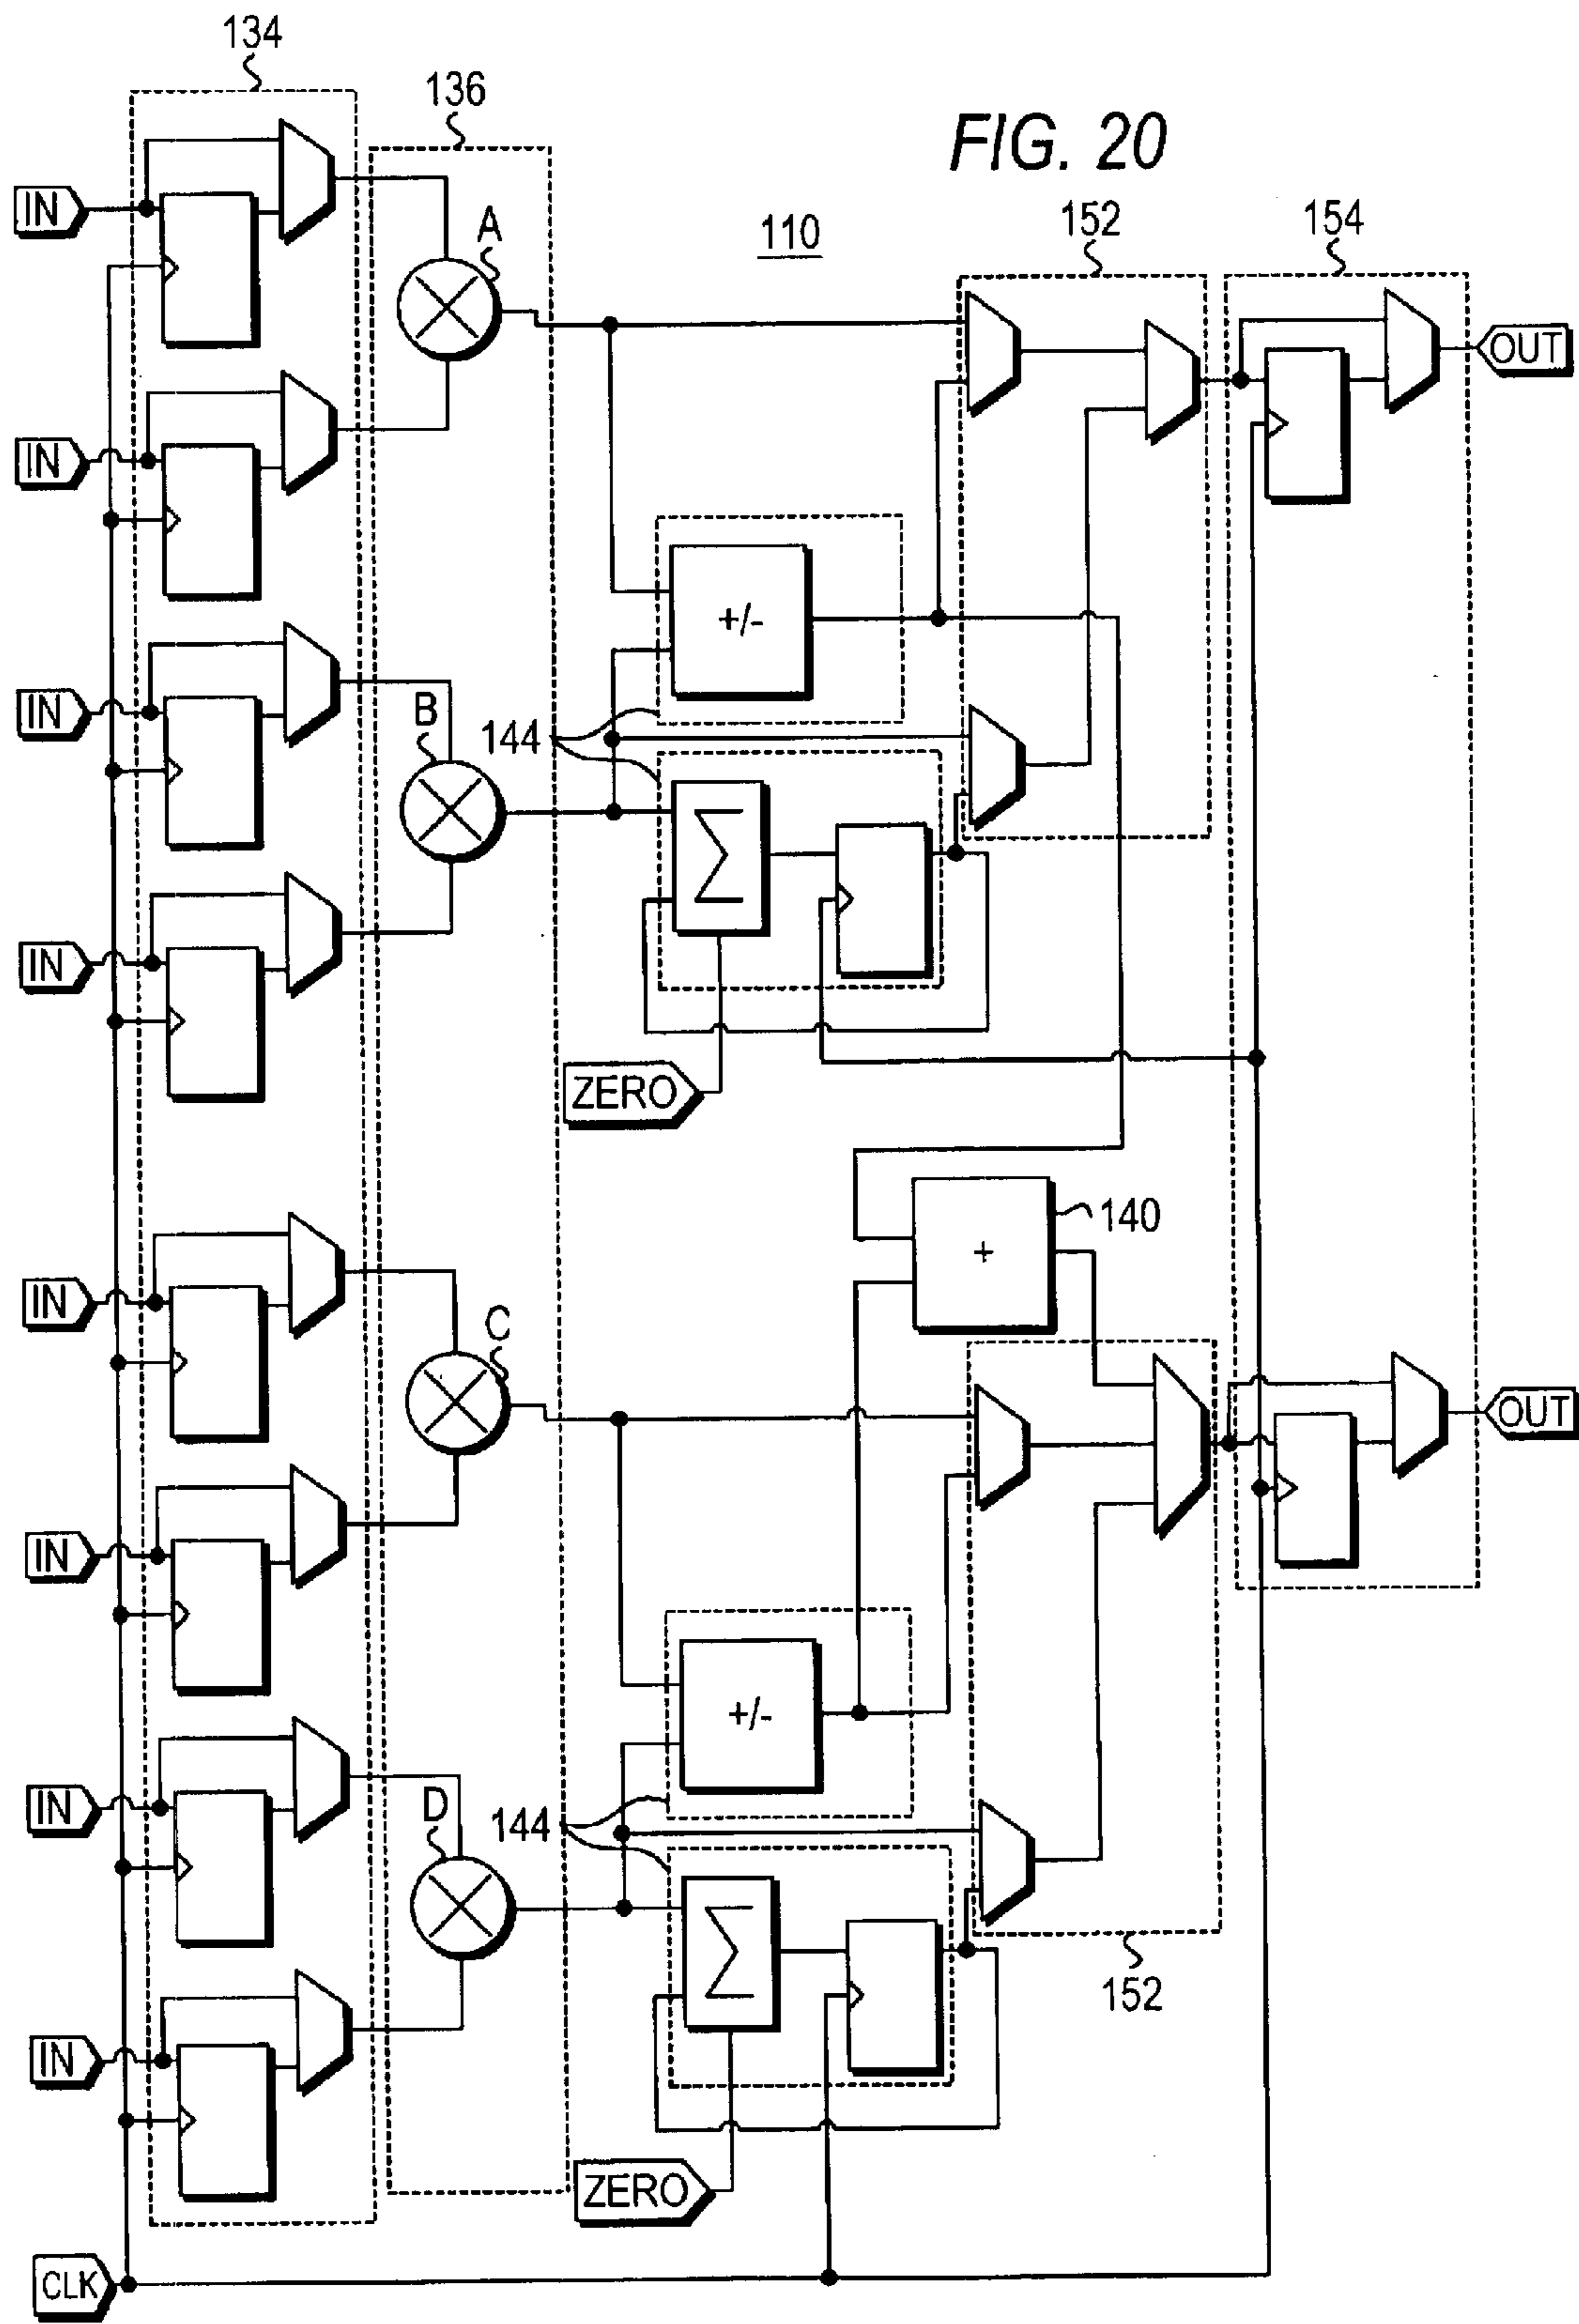 134
136
FIG. 20
IN
A
110
152
154
OUT
IN
+/-
IN
B
144
Σ
IN
ZERO
140
+
IN
C
OUT
IN
+/-
IN
D
144
Σ
152
IN
ZERO
CLK